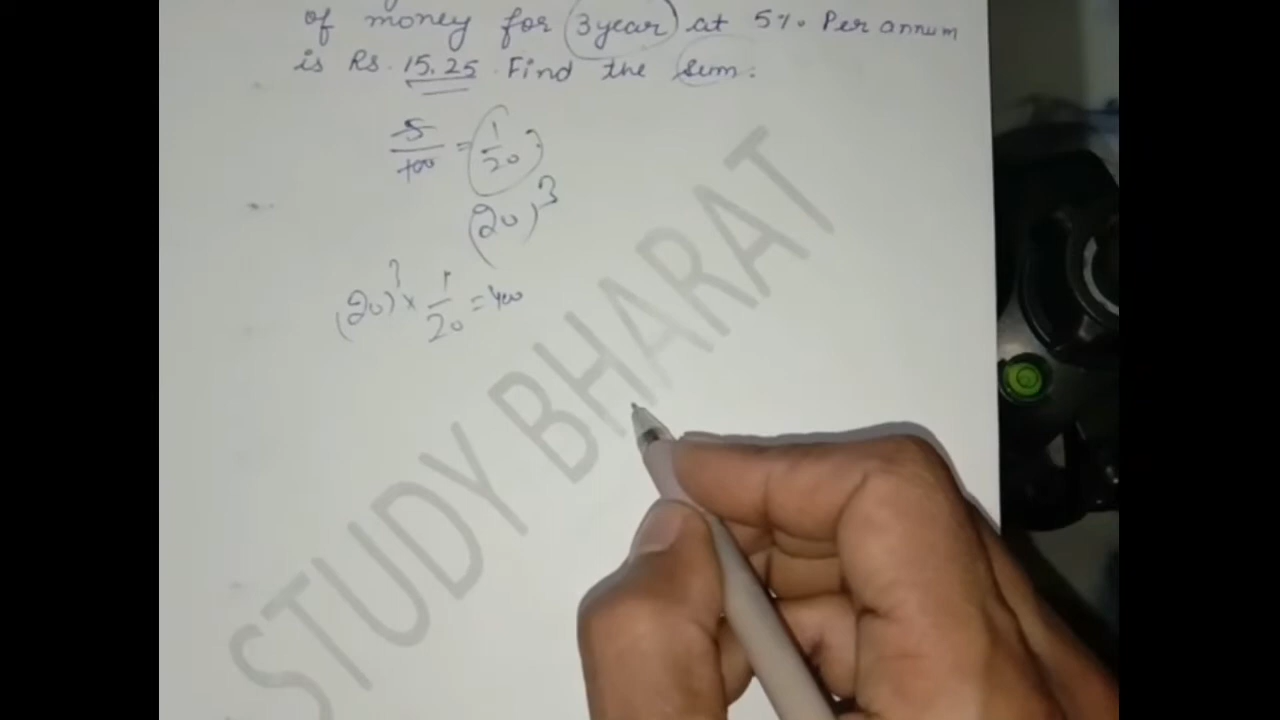 of money for 3 year at 5% Per annum
is Rs. 15.25 Find the sum.
5/100 = 1/20
(20)³
(20)³ × 1/20 = 400
STUDY BHARAT